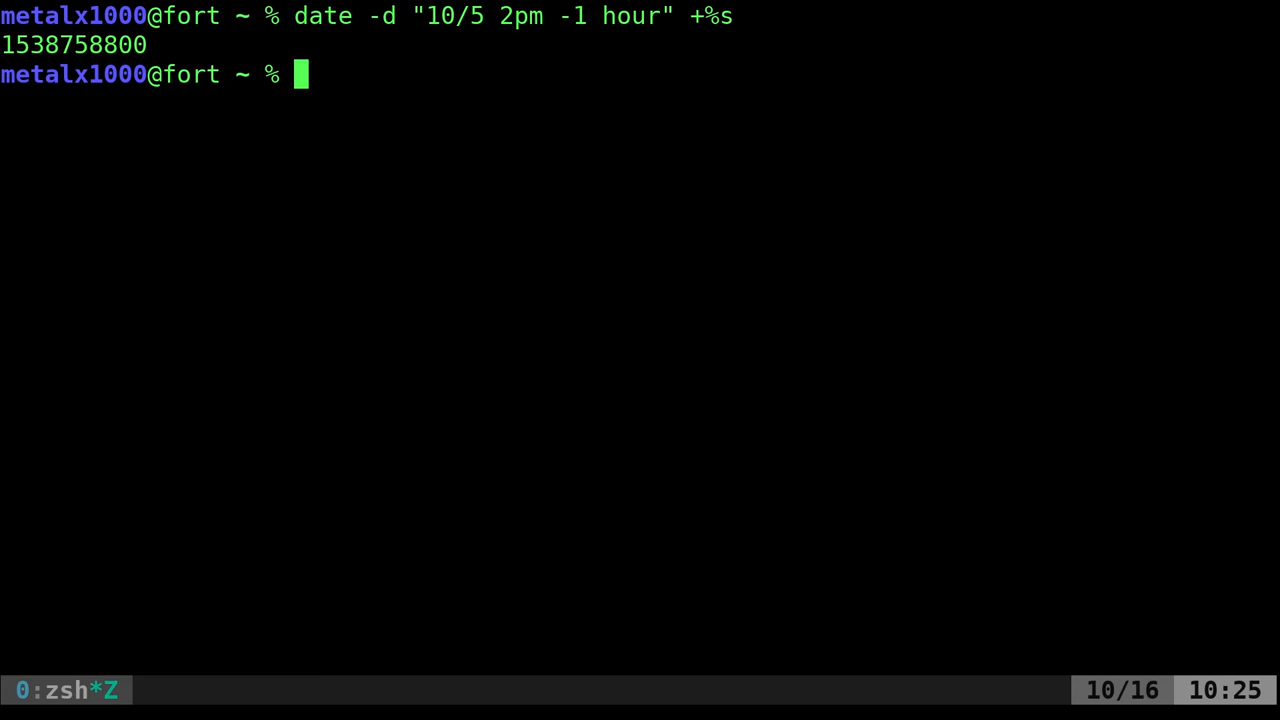 metalx1000@fort ~ % date -d "10/5 2pm -1 hour" +%s
1538758800
metalx1000@fort ~ %
0:zsh*Z 10/16 10:25